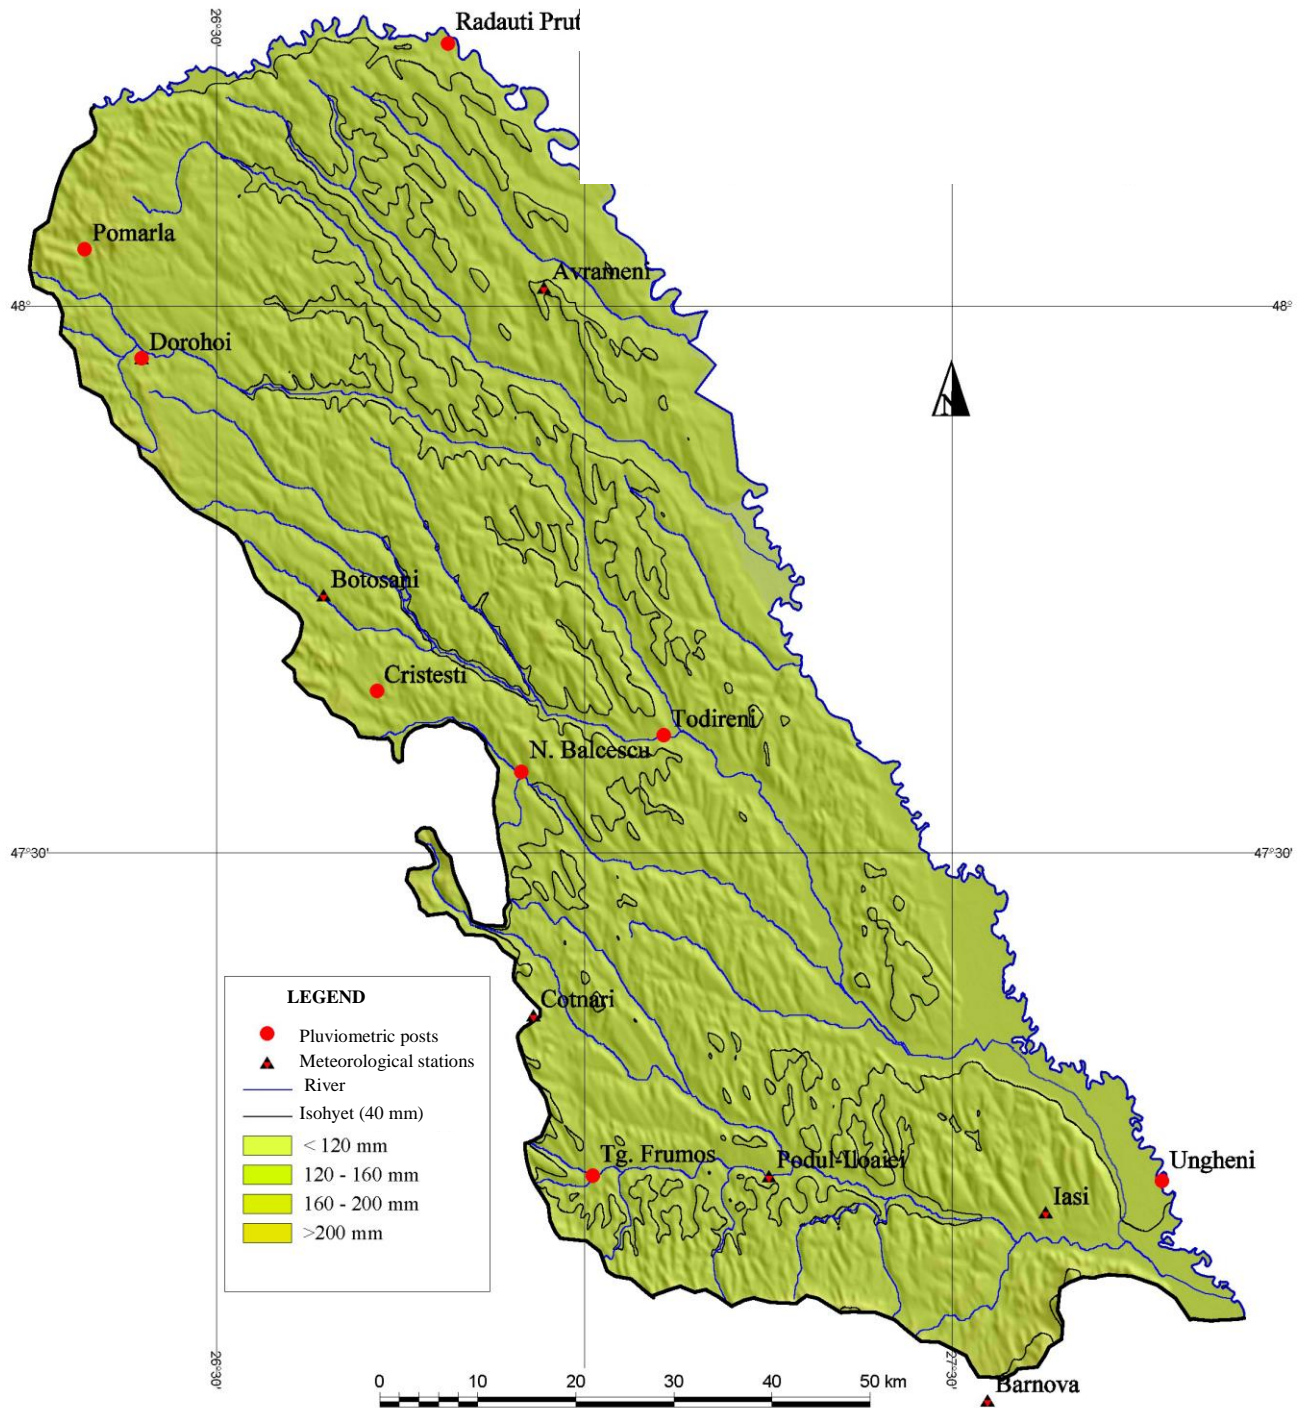 26°30'
Radauti Prut
Pomarla
Avrameni
48°
48°
Dorohoi
N
Botosani
Cristesti
Todireni
N. Balcescu
47°30'
47°30'
LEGEND
Pluviometric posts
Meteorological stations
River
Isohyet (40 mm)
< 120 mm
120 - 160 mm
160 - 200 mm
>200 mm
Cotnari
Tg. Frumos
Podul-Iloaiei
Ungheni
Iasi
26°30'
27°30'
0 10 20 30 40 50 km
Barnova